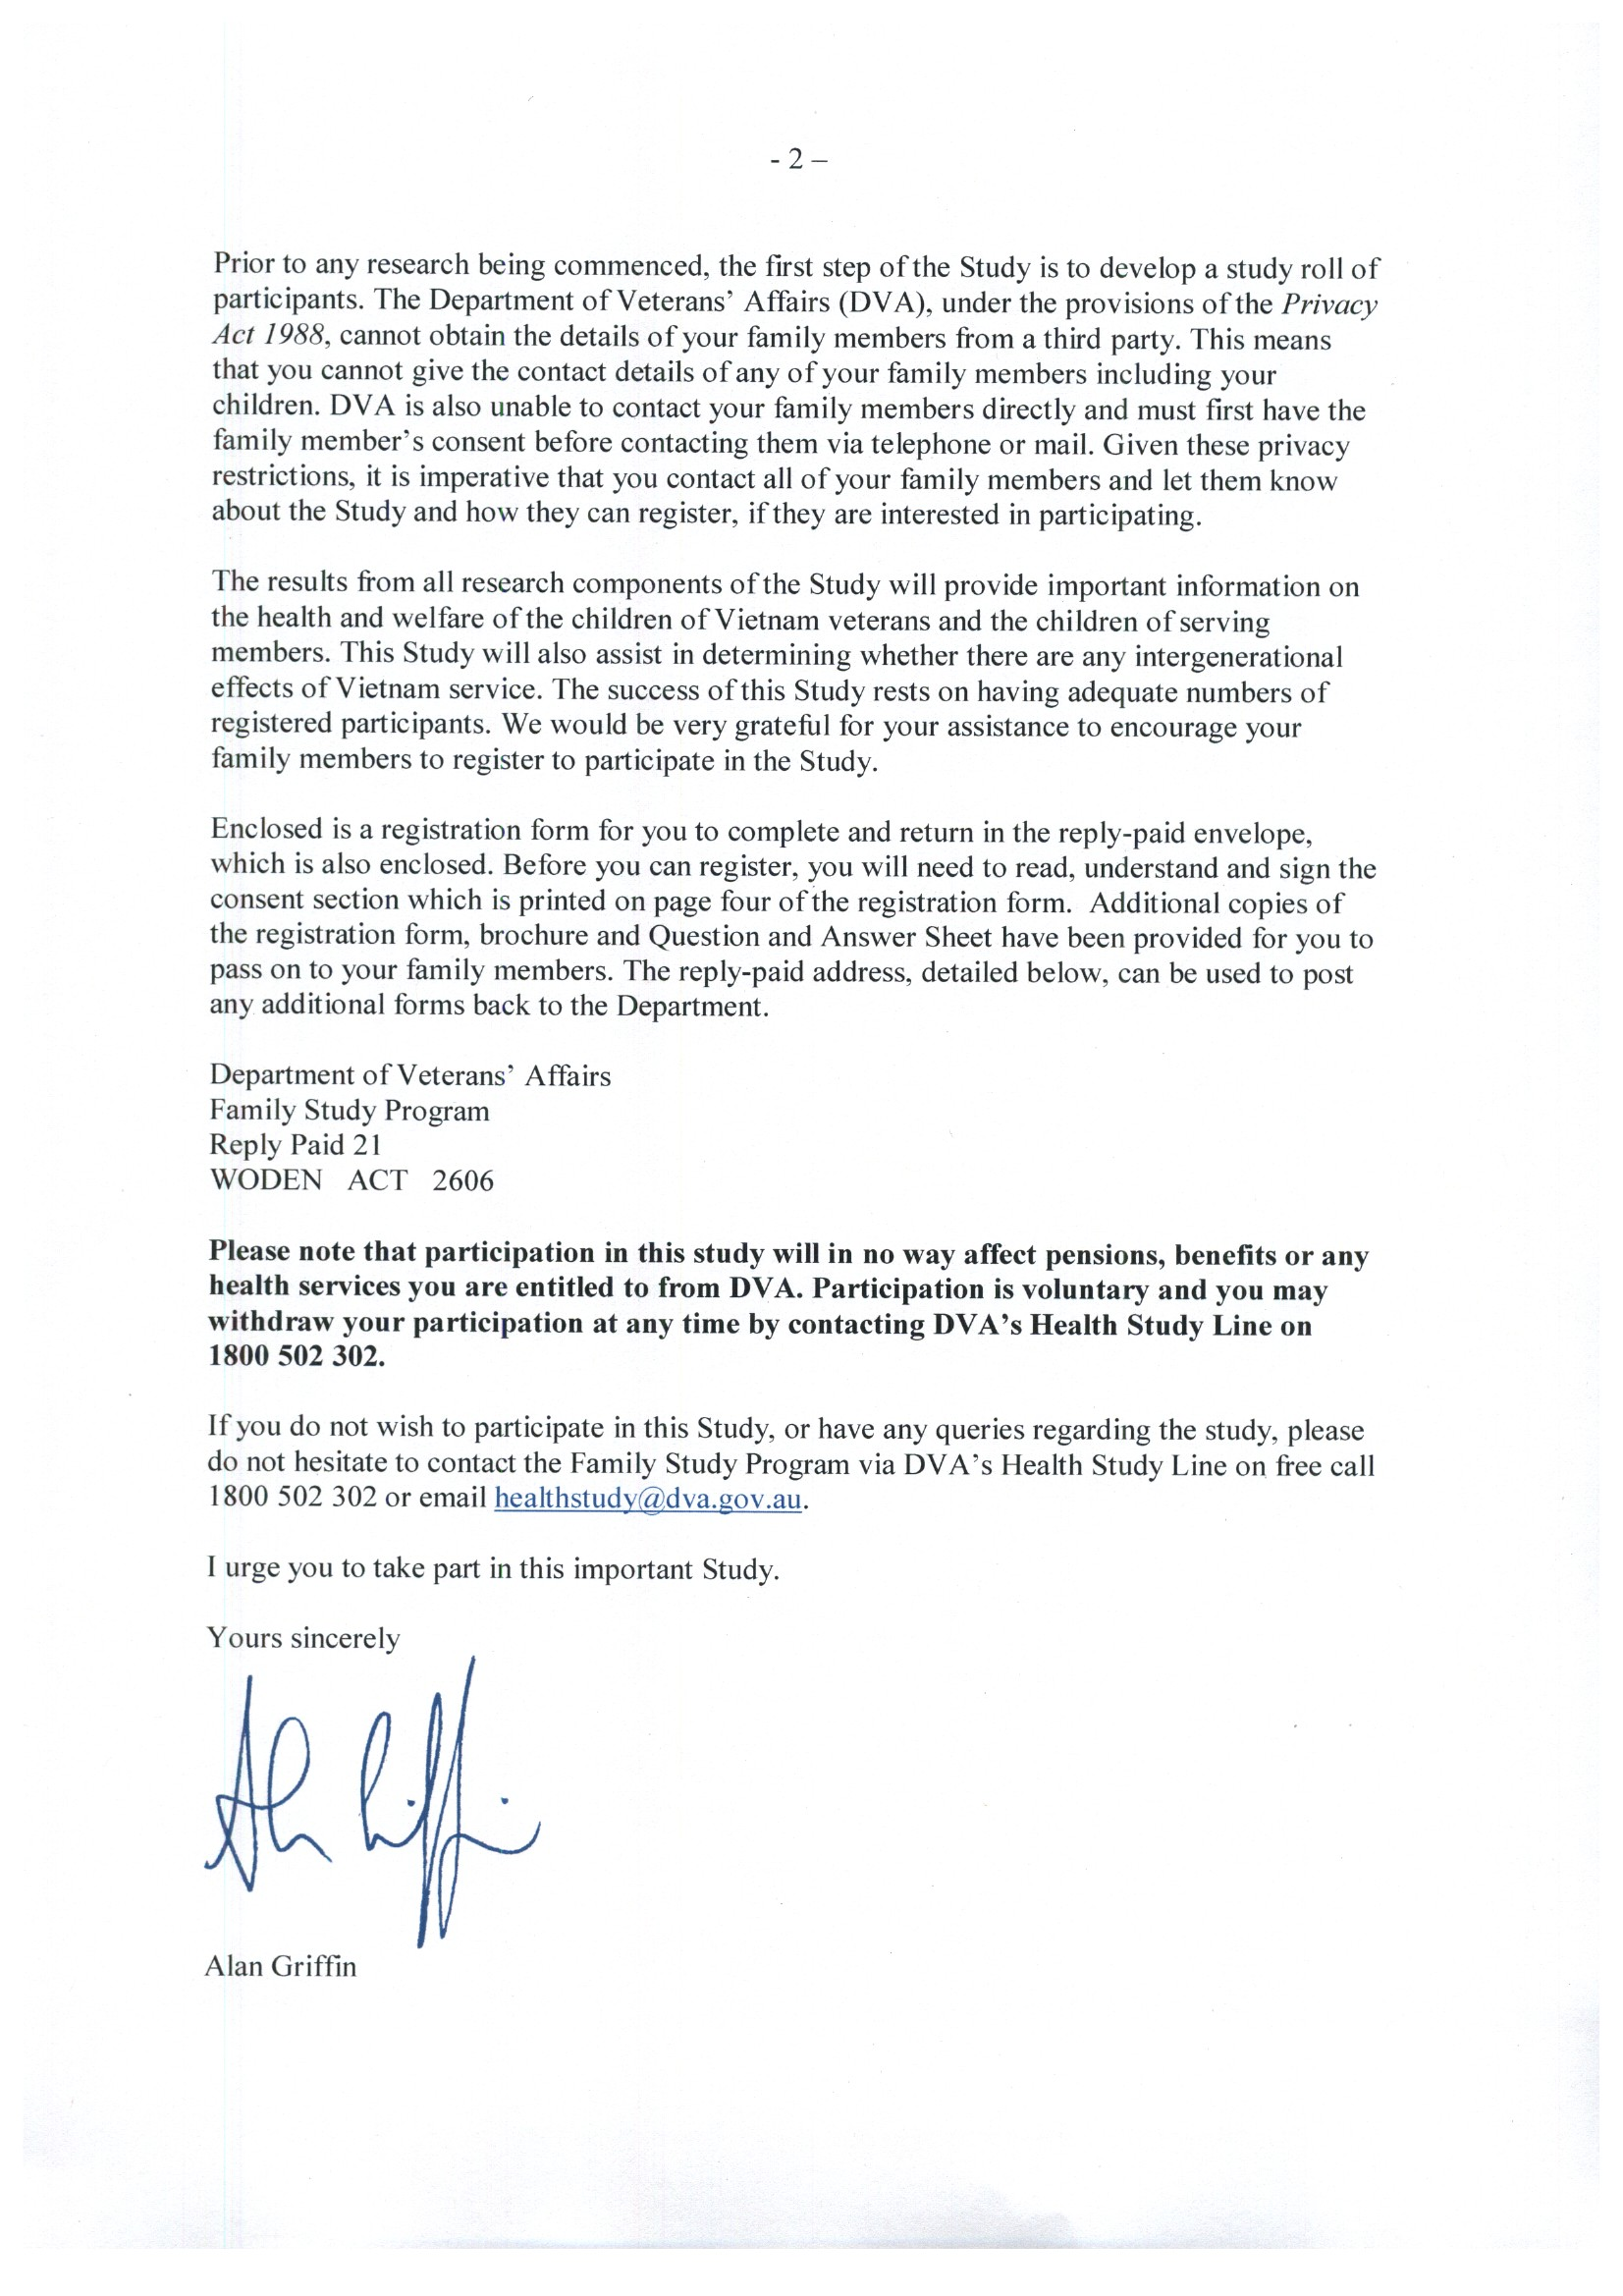 - 2 –
Prior to any research being commenced, the first step of the Study is to develop a study roll of
participants. The Department of Veterans’ Affairs (DVA), under the provisions of the Privacy
Act 1988, cannot obtain the details of your family members from a third party. This means
that you cannot give the contact details of any of your family members including your
children. DVA is also unable to contact your family members directly and must first have the
family member’s consent before contacting them via telephone or mail. Given these privacy
restrictions, it is imperative that you contact all of your family members and let them know
about the Study and how they can register, if they are interested in participating.
The results from all research components of the Study will provide important information on
the health and welfare of the children of Vietnam veterans and the children of serving
members. This Study will also assist in determining whether there are any intergenerational
effects of Vietnam service. The success of this Study rests on having adequate numbers of
registered participants. We would be very grateful for your assistance to encourage your
family members to register to participate in the Study.
Enclosed is a registration form for you to complete and return in the reply-paid envelope,
which is also enclosed. Before you can register, you will need to read, understand and sign the
consent section which is printed on page four of the registration form.  Additional copies of
the registration form, brochure and Question and Answer Sheet have been provided for you to
pass on to your family members. The reply-paid address, detailed below, can be used to post
any additional forms back to the Department.
Department of Veterans’ Affairs
Family Study Program
Reply Paid 21
WODEN   ACT   2606
Please note that participation in this study will in no way affect pensions, benefits or any
health services you are entitled to from DVA. Participation is voluntary and you may
withdraw your participation at any time by contacting DVA’s Health Study Line on
1800 502 302.
If you do not wish to participate in this Study, or have any queries regarding the study, please
do not hesitate to contact the Family Study Program via DVA’s Health Study Line on free call
1800 502 302 or email healthstudy@dva.gov.au.
I urge you to take part in this important Study.
Yours sincerely
Alan Griffin